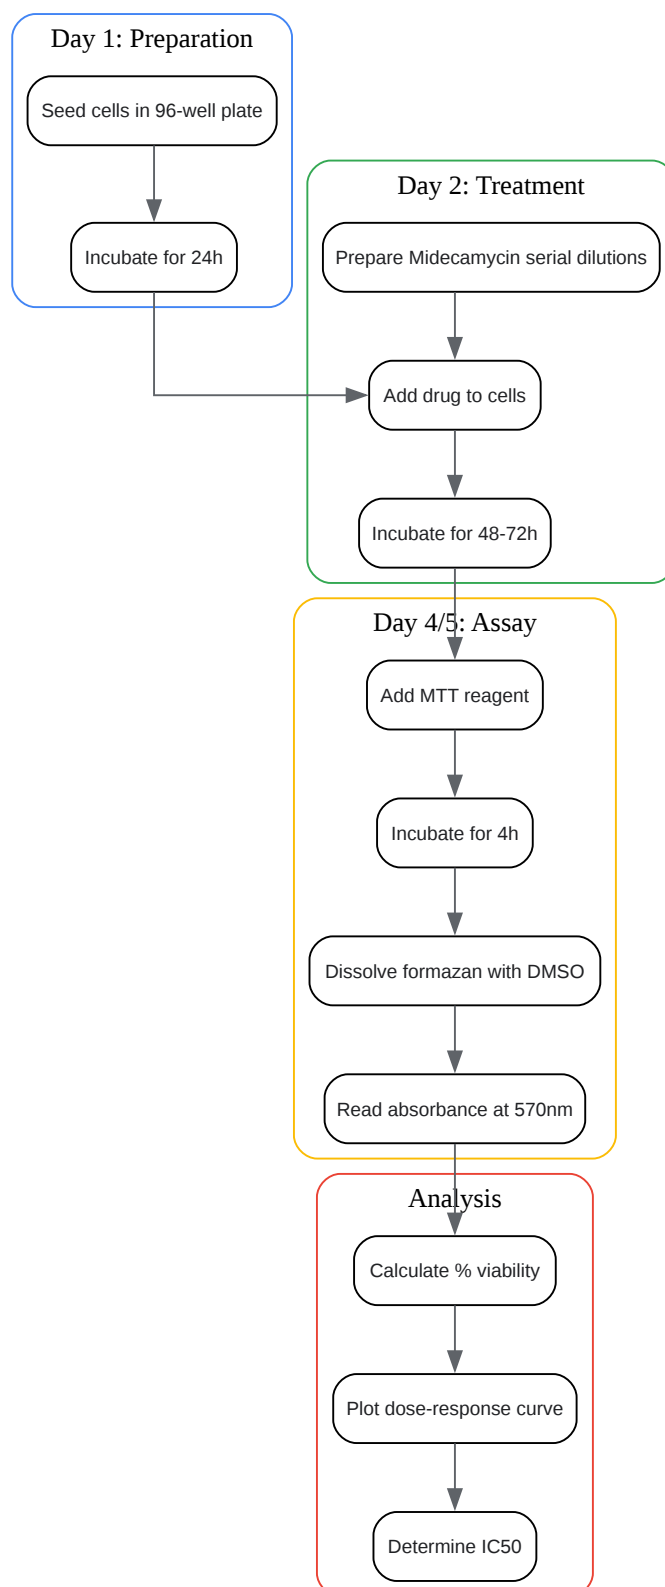 Day 1: Preparation
Seed cells in 96-well plate
Incubate for 24h
Day 2: Treatment
Prepare Midecamycin serial dilutions
Add drug to cells
Incubate for 48-72h
Day 4/5: Assay
Add MTT reagent
Incubate for 4h
Dissolve formazan with DMSO
Read absorbance at 570nm
Analysis
Calculate % viability
Plot dose-response curve
Determine IC50